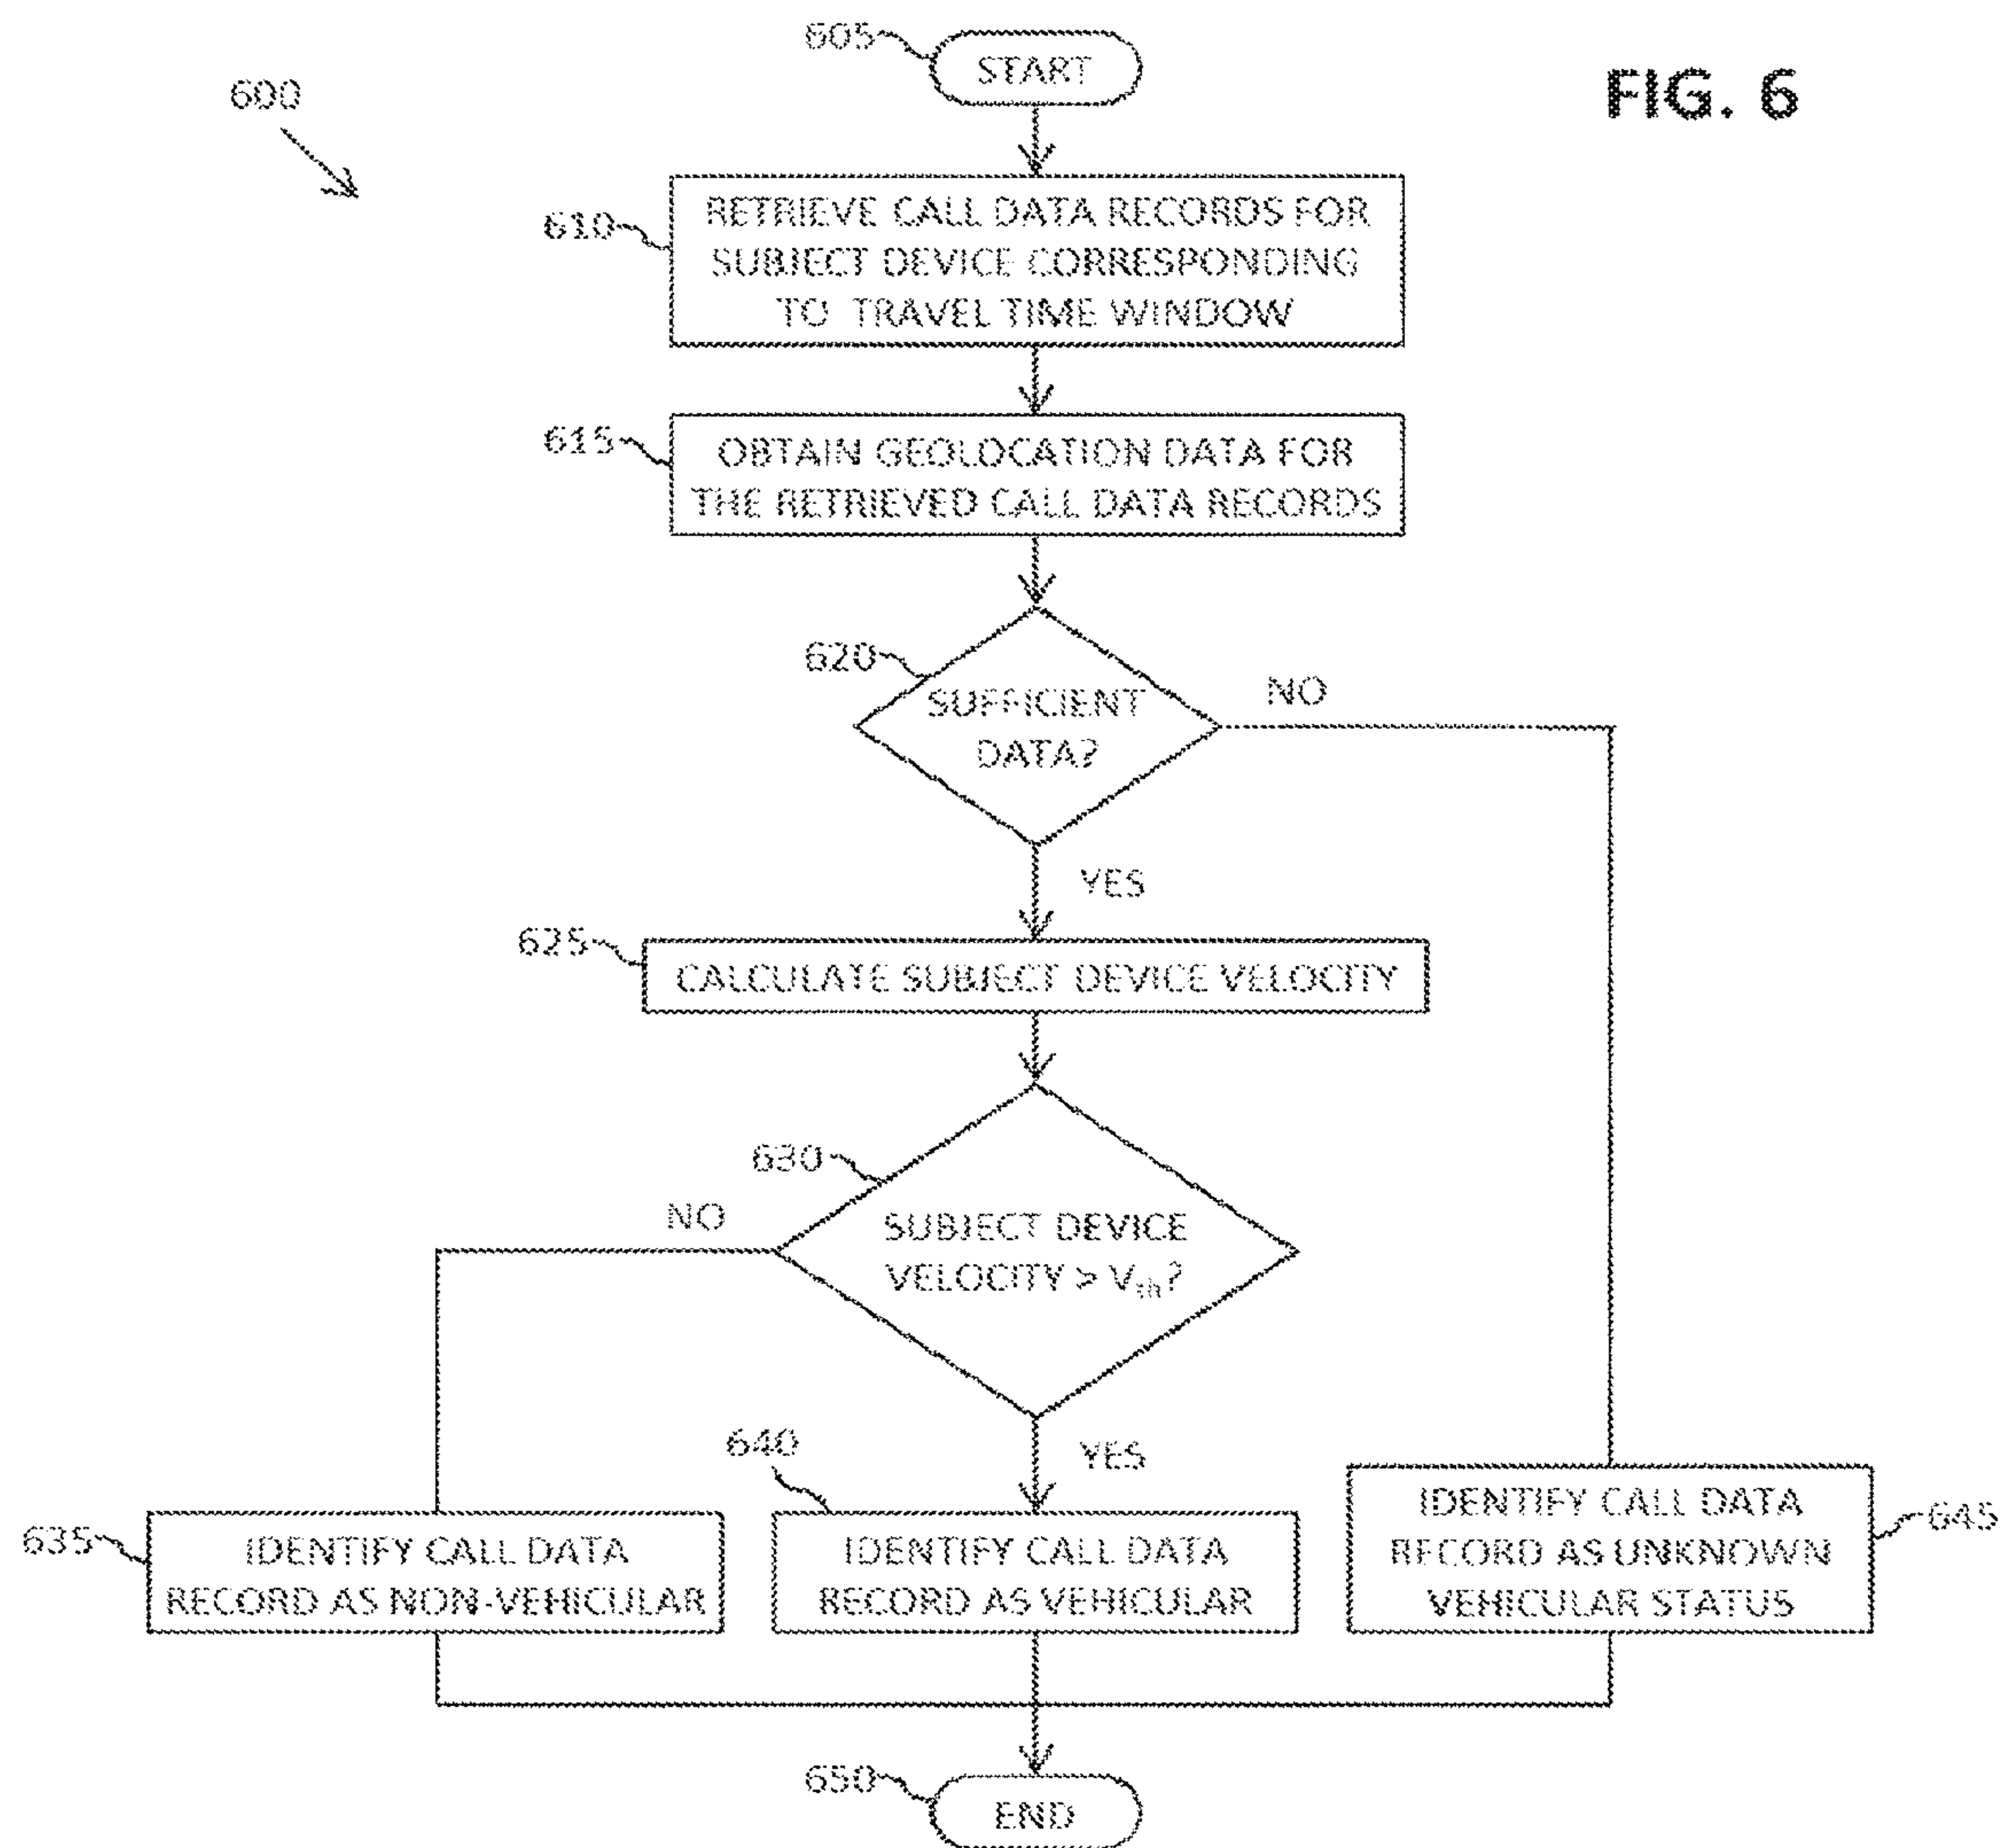 605
START
FIG. 6
600
610
RETRIEVE CALL DATA RECORDS FOR
SUBJECT DEVICE CORRESPONDING
TO TRAVEL TIME WINDOW
615
OBTAIN GEOLOCATION DATA FOR
THE RETRIEVED CALL DATA RECORDS
620
SUFFICIENT
DATA?
NO
YES
625
CALCULATE SUBJECT DEVICE VELOCITY
630
NO
SUBJECT DEVICE
VELOCITY > Vth?
640
YES
635
IDENTIFY CALL DATA
RECORD AS NON-VEHICULAR
IDENTIFY CALL DATA
RECORD AS VEHICULAR
IDENTIFY CALL DATA
RECORD AS UNKNOWN
VEHICULAR STATUS
645
650
END